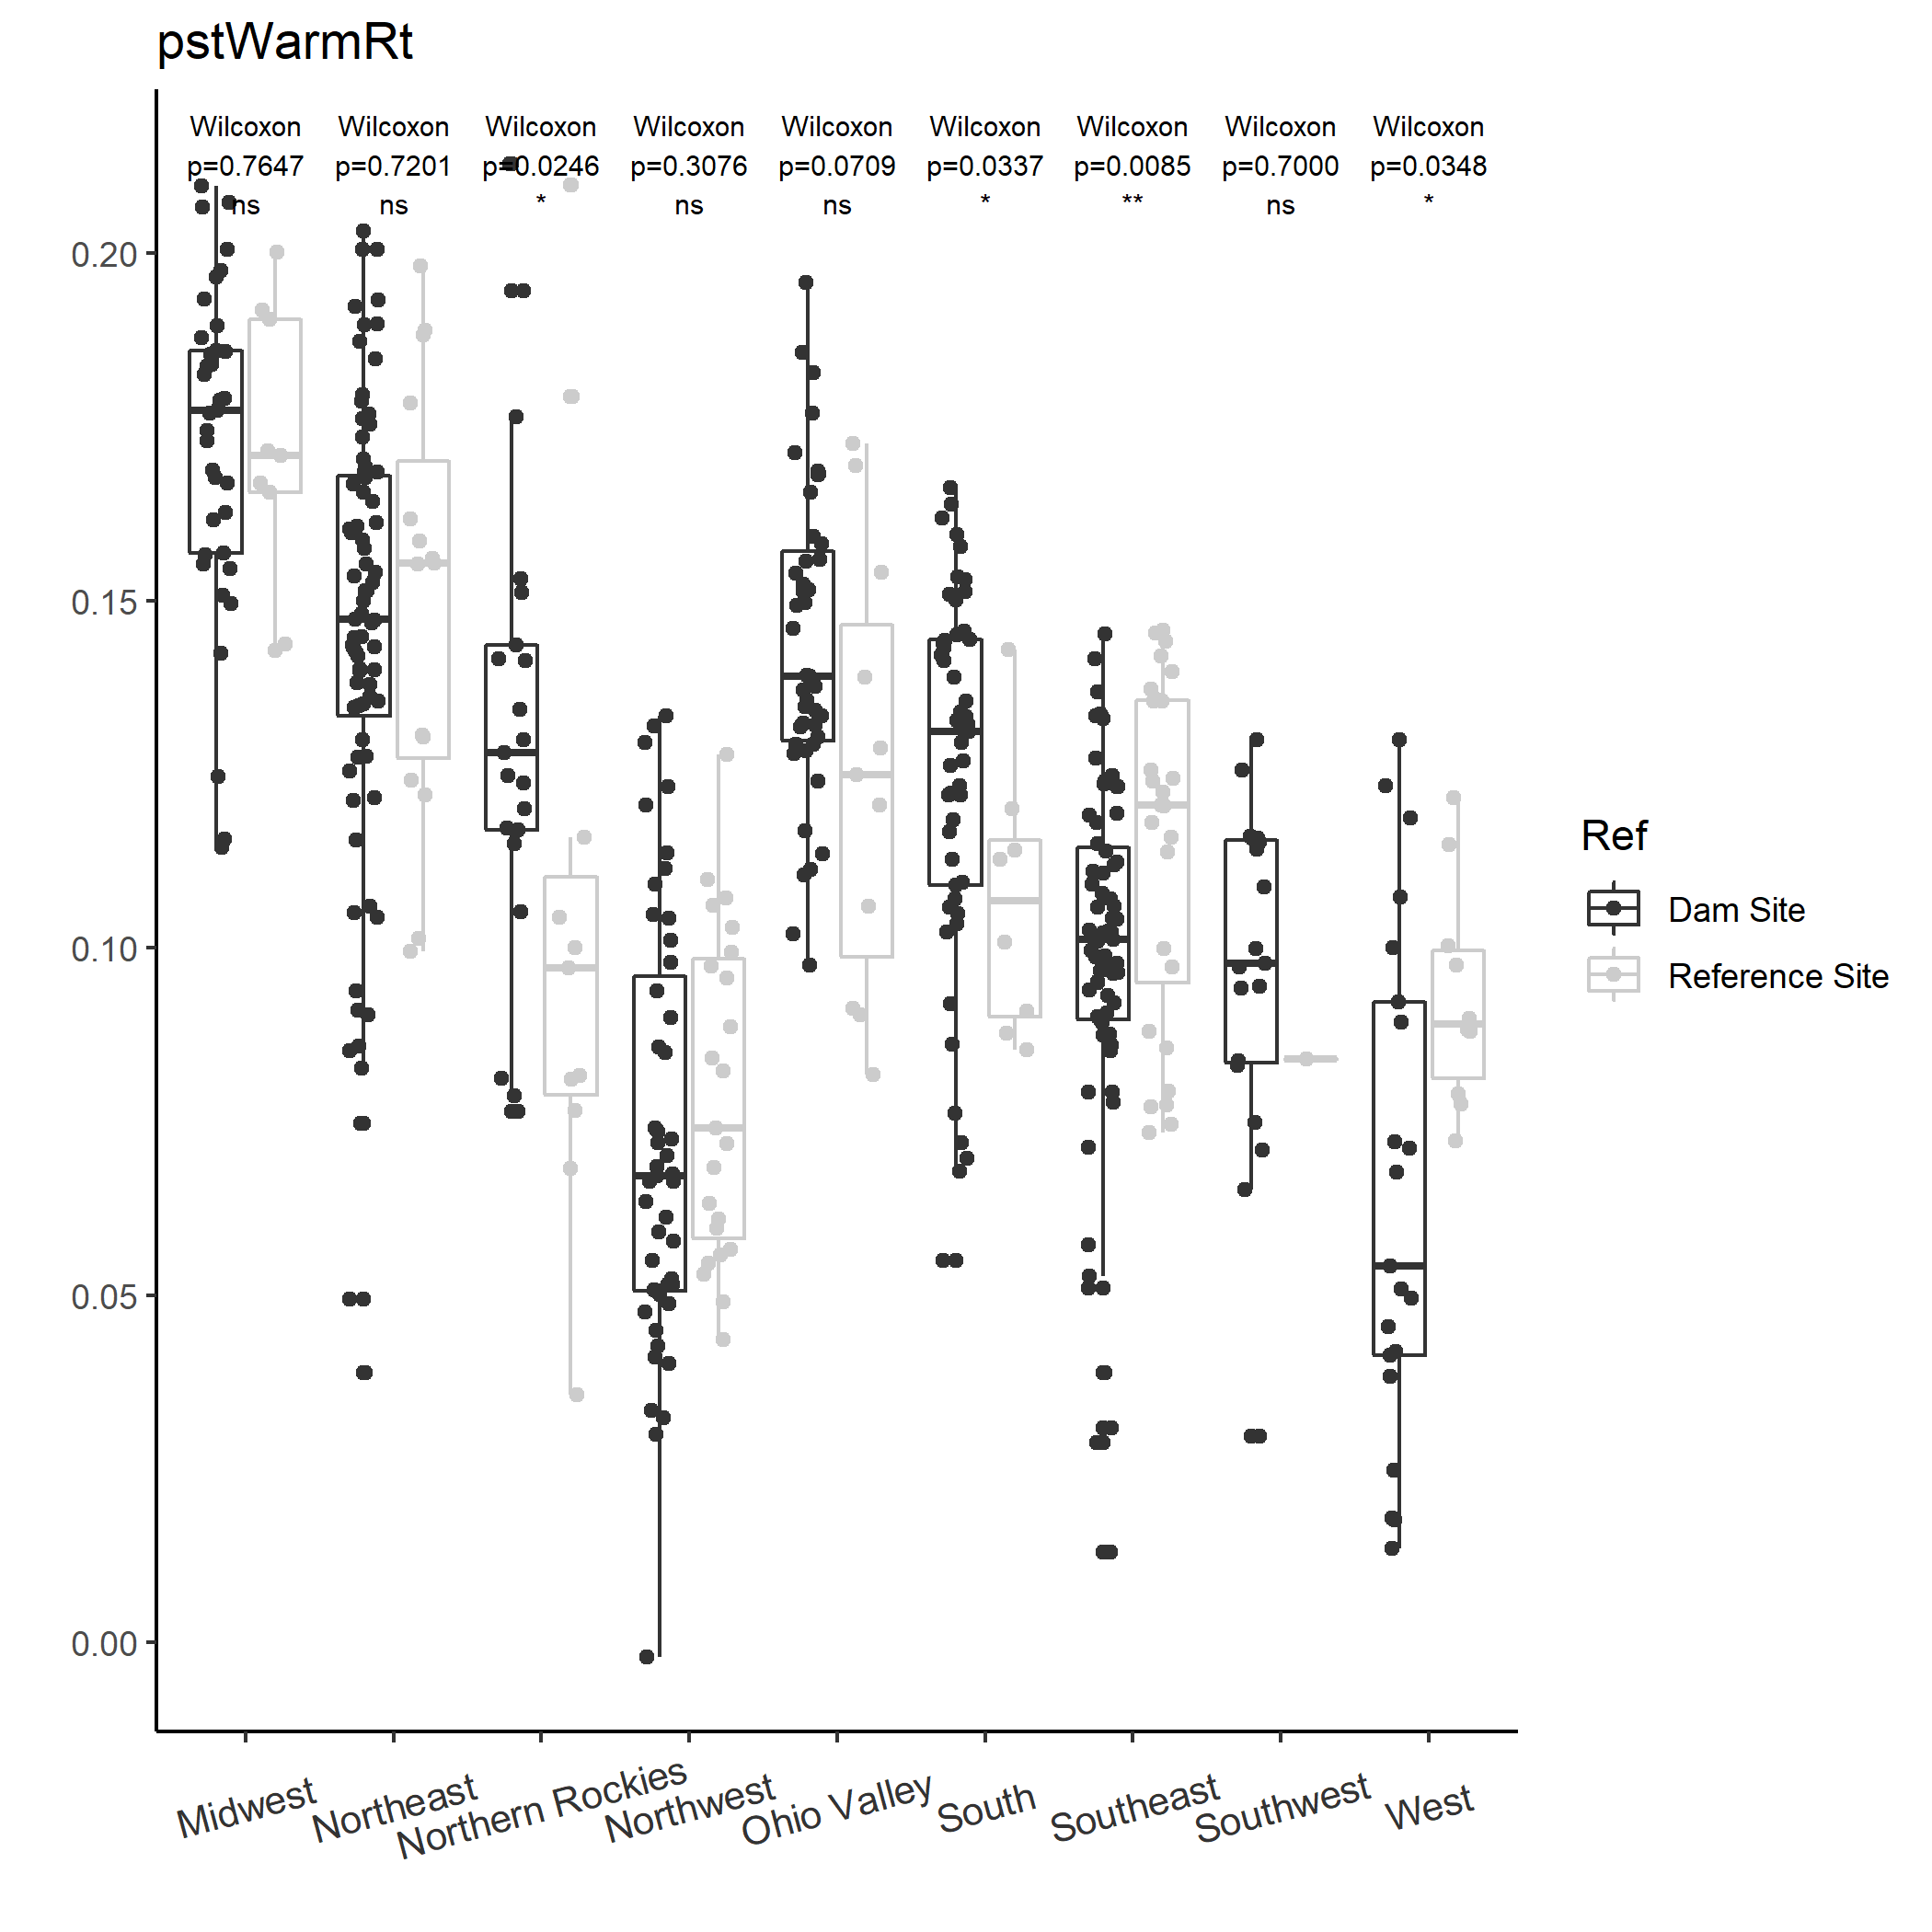 pstWarmRt
Wilcoxon Wilcoxon Wilcoxon Wilcoxon Wilcoxon Wilcoxon Wilcoxon Wilcoxon Wilcoxon
p=0.7647 p=0.7201 p=0.0246 p=0.3076 p=0.0709 p=0.0337 p=0.0085 p=0.7000 p=0.0348
ns ns * ns ns * ** ns *
0.20
0.15
0.10
0.05
0.00
Ref
Dam Site
Reference Site
Midwest
Northeast
Northern Rockies
Northwest
Ohio Valley
South
Southeast
Southwest
West